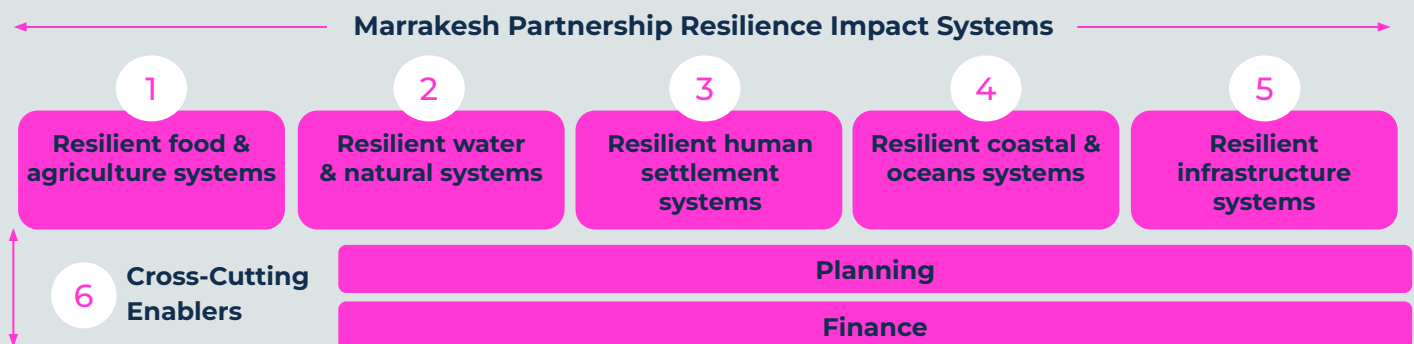 Marrakesh Partnership Resilience Impact Systems
1
2
3
4
5
Resilient food &
agriculture systems
Resilient water
& natural systems
Resilient human
settlement
systems
Resilient coastal &
oceans systems
Resilient
infrastructure
systems
6
Cross-Cutting
Enablers
Planning
Finance